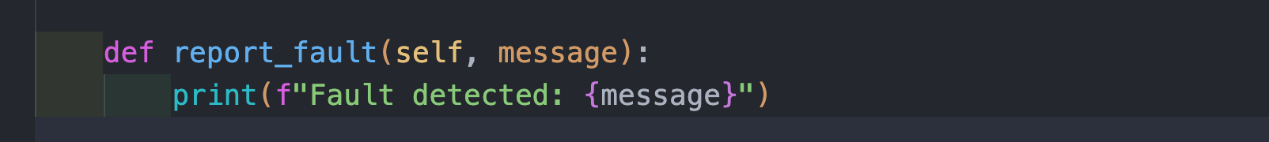 def report_fault(self, message):
print(f"Fault detected: {message}")